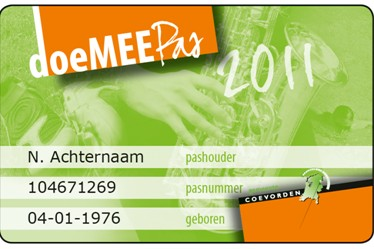 doeMEEPas
2011
N. Achternaam pashouder
104671269 pasnummer
04-01-1976 geboren
COEVORDEN